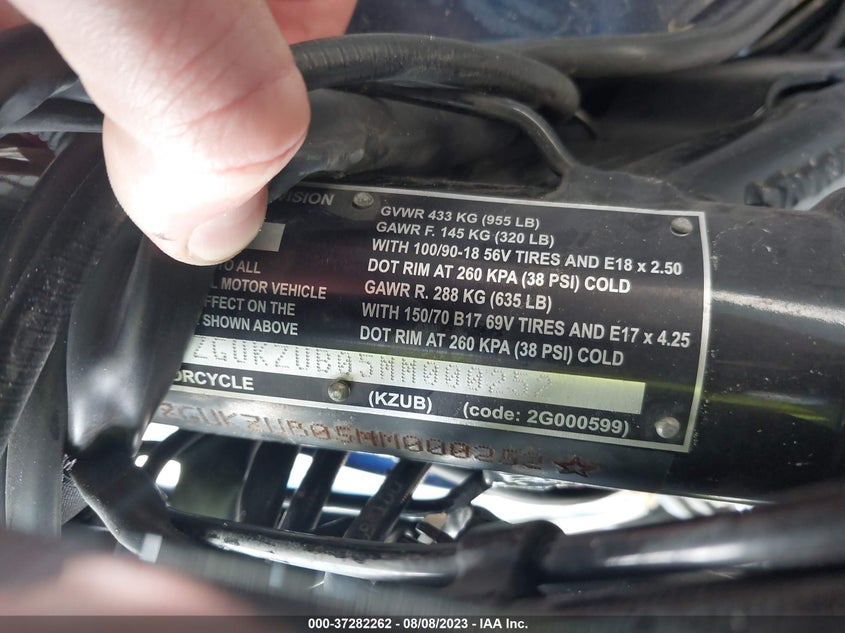 VISION
GVWR 433 KG (955 LB)
GAWR F. 145 KG (320 LB)
WITH 100/90-18 56V TIRES AND E18 x 2.50
DOT RIM AT 260 KPA (38 PSI) COLD
GAWR R. 288 KG (635 LB)
WITH 150/70 B17 69V TIRES AND E17 x 4.25
DOT RIM AT 260 KPA (38 PSI) COLD
TO ALL
MOTOR VEHICLE
EFFECT ON THE
SHOWN ABOVE
ZGUKZUB05MM000252
ORCYCLE
(KZUB)
(code: 2G000599)
ZGUKZUB05MM000252
000-37282262 - 08/08/2023 - IAA Inc.